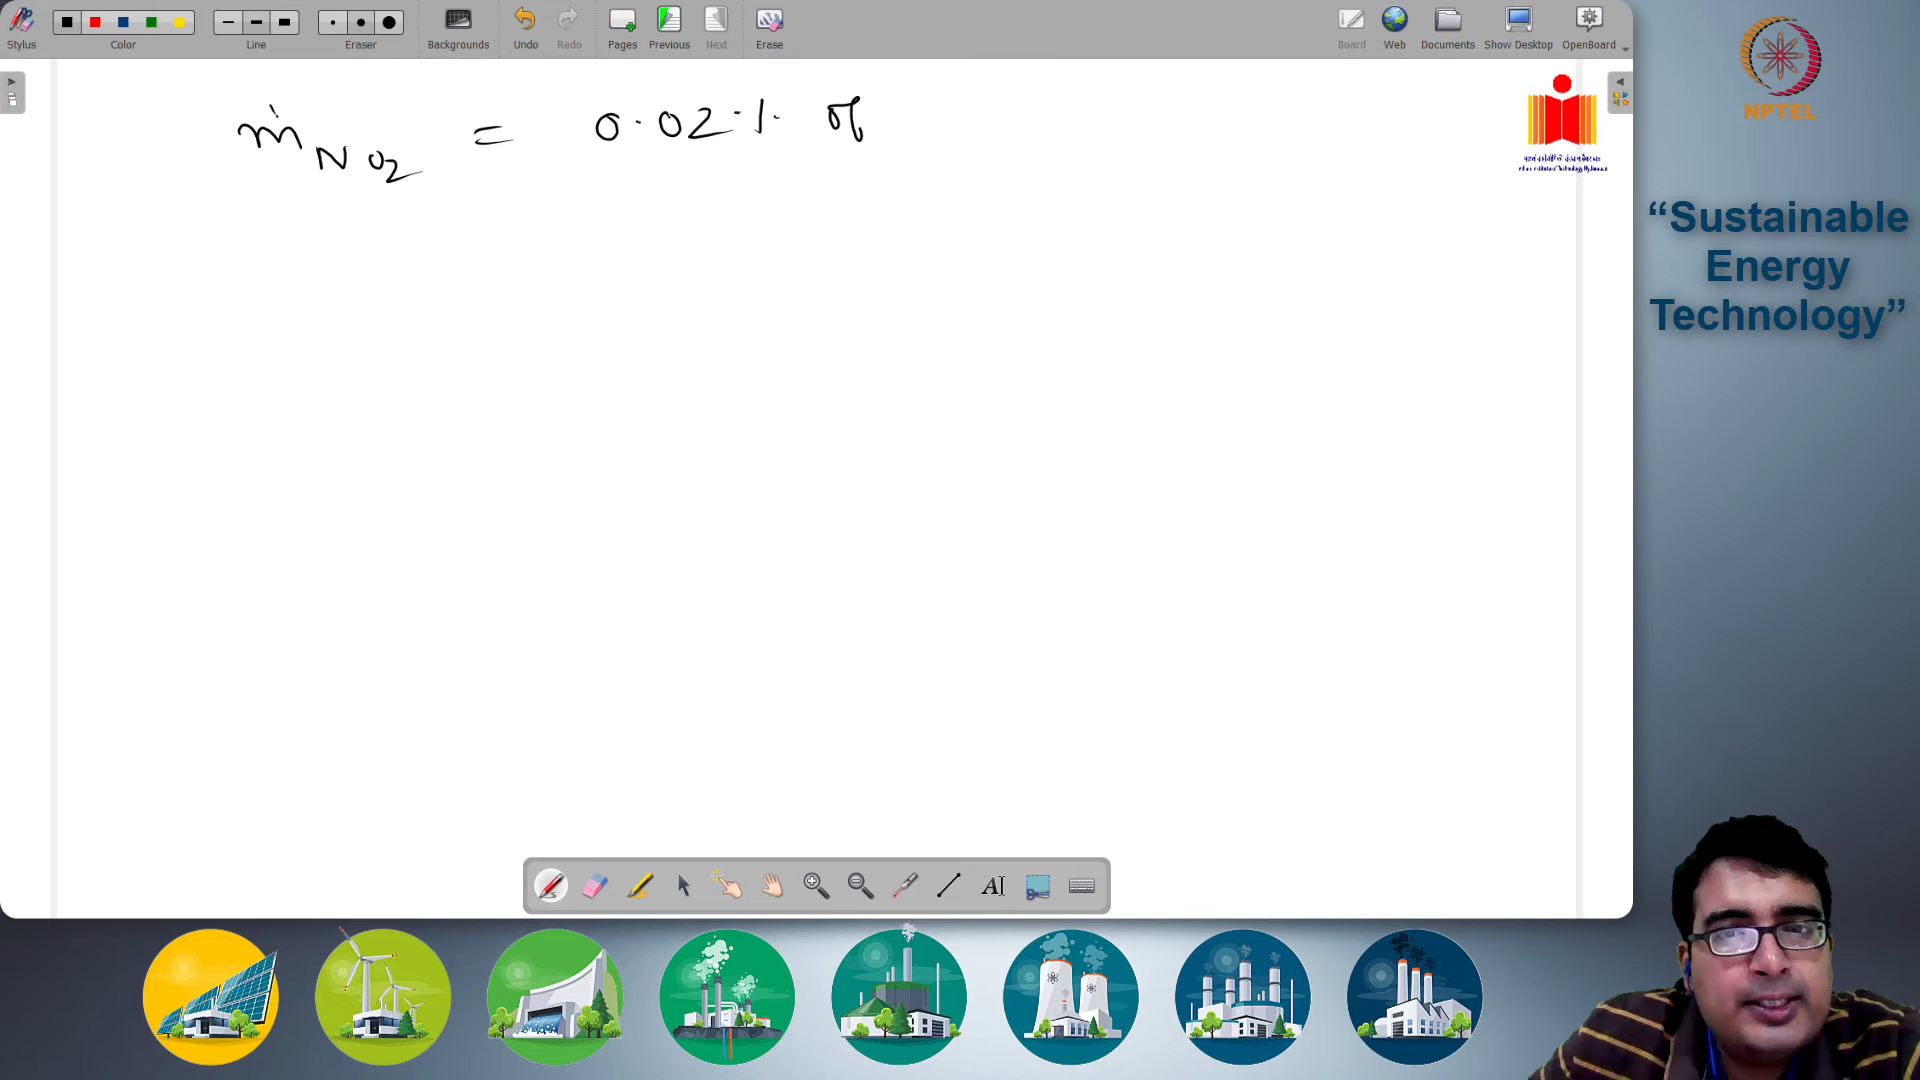 Stylus Color Line Eraser Backgrounds Undo Redo Pages Previous Next Erase Board Web Documents Show Desktop OpenBoard
ṁ NO₂ = 0.02 % of
NPTEL
“Sustainable
Energy
Technology”